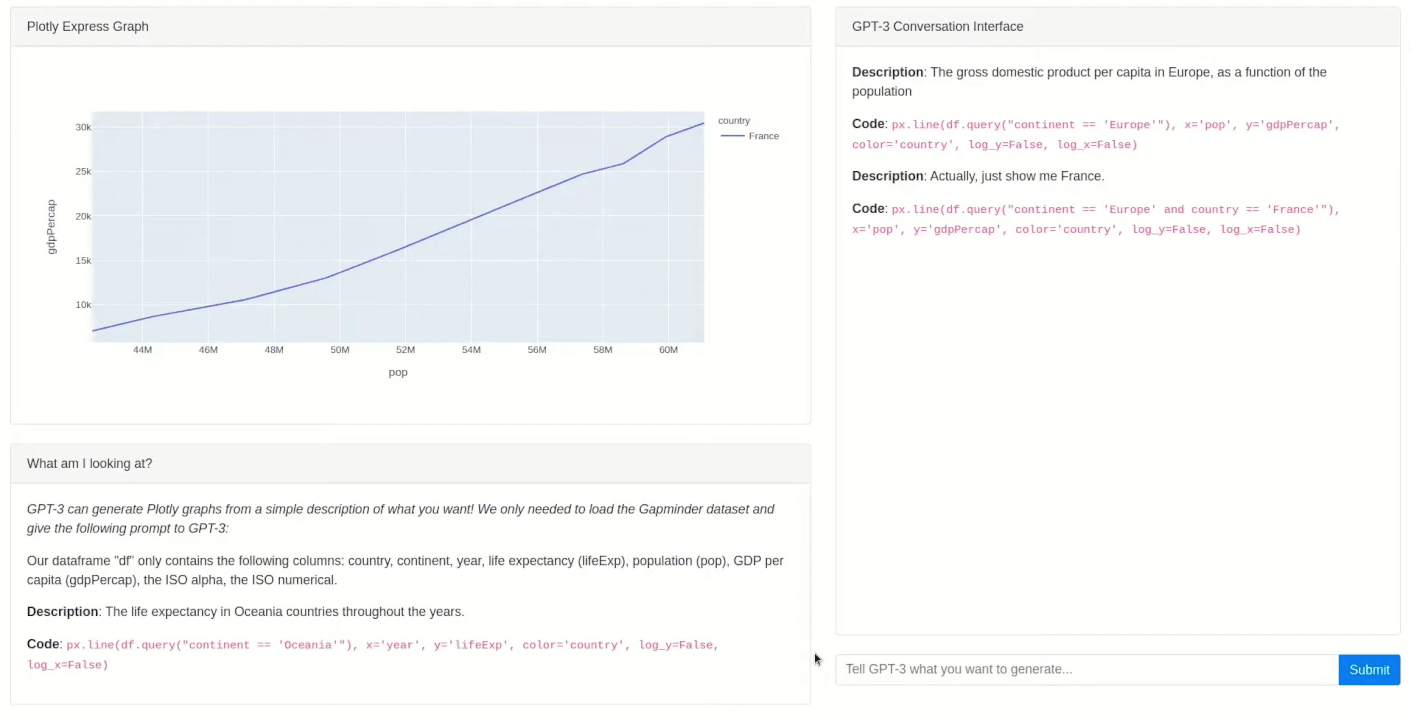 Plotly Express Graph
30k
25k
20k
15k
10k
gdpPercap
44M 46M 48M 50M 52M 54M 56M 58M 60M
pop
country
France
What am I looking at?
GPT-3 can generate Plotly graphs from a simple description of what you want! We only needed to load the Gapminder dataset and
give the following prompt to GPT-3:
Our dataframe "df" only contains the following columns: country, continent, year, life expectancy (lifeExp), population (pop), GDP per
capita (gdpPercap), the ISO alpha, the ISO numerical.
Description: The life expectancy in Oceania countries throughout the years.
Code: px.line(df.query("continent == 'Oceania'"), x='year', y='lifeExp', color='country', log_y=False,
log_x=False)
GPT-3 Conversation Interface
Description: The gross domestic product per capita in Europe, as a function of the
population
Code: px.line(df.query("continent == 'Europe'"), x='pop', y='gdpPercap',
color='country', log_y=False, log_x=False)
Description: Actually, just show me France.
Code: px.line(df.query("continent == 'Europe' and country == 'France'"),
x='pop', y='gdpPercap', color='country', log_y=False, log_x=False)
Tell GPT-3 what you want to generate...
Submit